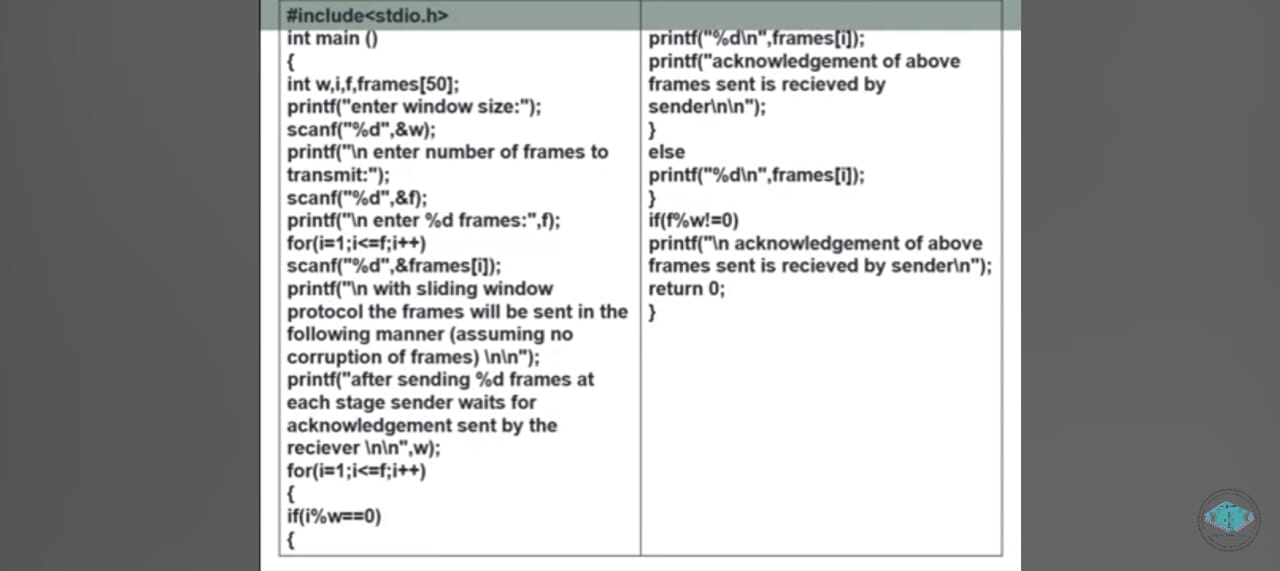 #include<stdio.h>
int main ()
{
int w,i,f,frames[50];
printf("enter window size:");
scanf("%d",&w);
printf("\n enter number of frames to
transmit:");
scanf("%d",&f);
printf("\n enter %d frames:",f);
for(i=1;i<=f;i++)
scanf("%d",&frames[i]);
printf("\n with sliding window
protocol the frames will be sent in the
following manner (assuming no
corruption of frames) \n\n");
printf("after sending %d frames at
each stage sender waits for
acknowledgement sent by the
reciever \n\n",w);
for(i=1;i<=f;i++)
{
if(i%w==0)
{
printf("%d\n",frames[i]);
printf("acknowledgement of above
frames sent is recieved by
sender\n\n");
}
else
printf("%d\n",frames[i]);
}
if(f%w!=0)
printf("\n acknowledgement of above
frames sent is recieved by sender\n");
return 0;
}